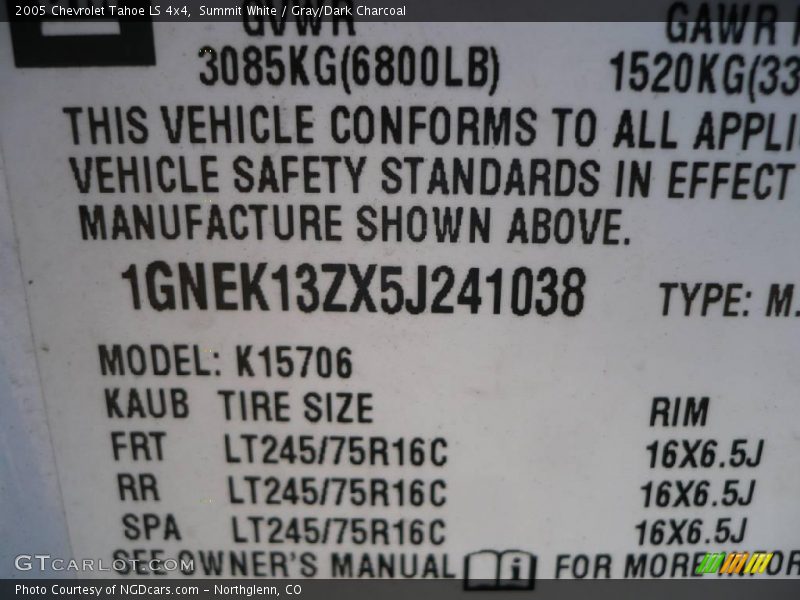 2005 Chevrolet Tahoe LS 4x4, Summit White / Gray/Dark Charcoal
GVWR GAWR
3085KG(6800LB) 1520KG(33
THIS VEHICLE CONFORMS TO ALL APPLI
VEHICLE SAFETY STANDARDS IN EFFECT
MANUFACTURE SHOWN ABOVE.
1GNEK13ZX5J241038 TYPE: M.
MODEL: K15706
KAUB TIRE SIZE RIM
FRT LT245/75R16C 16X6.5J
RR LT245/75R16C 16X6.5J
SPA LT245/75R16C 16X6.5J
SEE OWNER'S MANUAL FOR MORE
GTCARLOT.COM
Photo Courtesy of NGDcars.com – Northglenn, CO